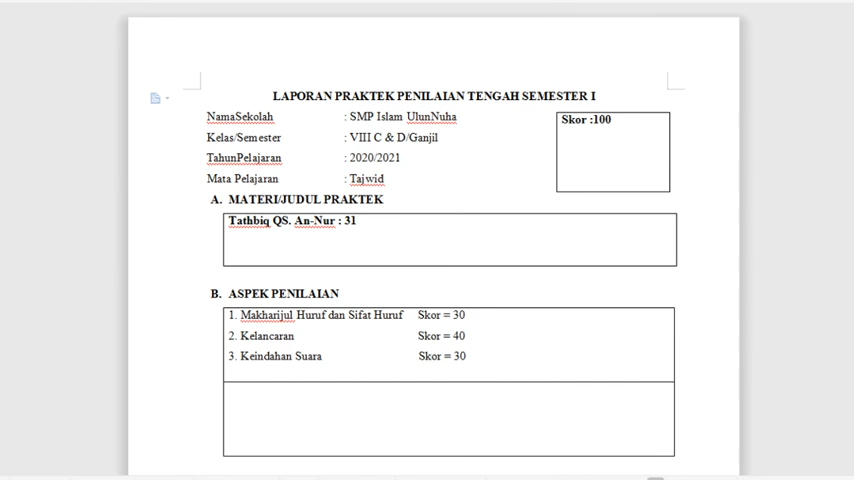 LAPORAN PRAKTEK PENILAIAN TENGAH SEMESTER I
NamaSekolah : SMP Islam UlunNuha
Kelas/Semester : VIII C & D/Ganjil
TahunPelajaran : 2020/2021
Mata Pelajaran : Tajwid
Skor :100
A. MATERI/JUDUL PRAKTEK
Tathbiq QS. An-Nur : 31
B. ASPEK PENILAIAN
1. Makharijul Huruf dan Sifat Huruf Skor = 30
2. Kelancaran Skor = 40
3. Keindahan Suara Skor = 30